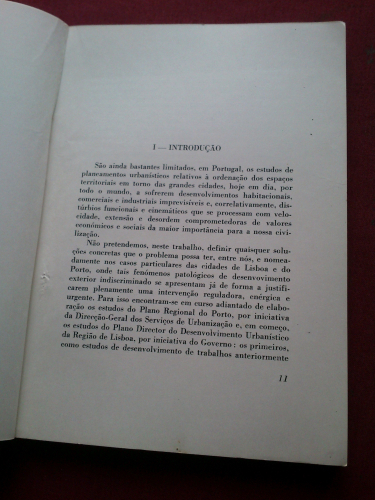 I — INTRODUÇÃO
São ainda bastantes limitados, em Portugal, os estudos de
planeamentos urbanísticos relativos à ordenação dos espaços
territoriais em torno das grandes cidades, hoje em dia, por
todo o mundo, a sofrerem desenvolvimentos habitacionais,
comerciais e industriais imprevisíveis e, correlativamente, dis-
túrbios funcionais e cinemáticos que se processam com velo-
cidade, extensão e desordem comprometedoras de valores
económicos e sociais da maior importância para a nossa civi-
lização.
Não pretendemos, neste trabalho, definir quaisquer solu-
ções concretas que o problema possa ter, entre nós, e nomea-
damente nos casos particulares das cidades de Lisboa e do
Porto, onde tais fenómenos patológicos de desenvovimento
exterior indiscriminado se apresentam já de forma a justifi-
carem plenamente uma intervenção reguladora, enérgica e
urgente. Para isso encontram-se em curso adiantado de elabo-
ração os estudos do Plano Regional do Porto, por iniciativa
da Direcção-Geral dos Serviços de Urbanização e, em começo,
os estudos do Plano Director do Desenvolvimento Urbanístico
da Região de Lisboa, por iniciativa do Governo: os primeiros,
como estudos de desenvolvimento de trabalhos anteriormente
11